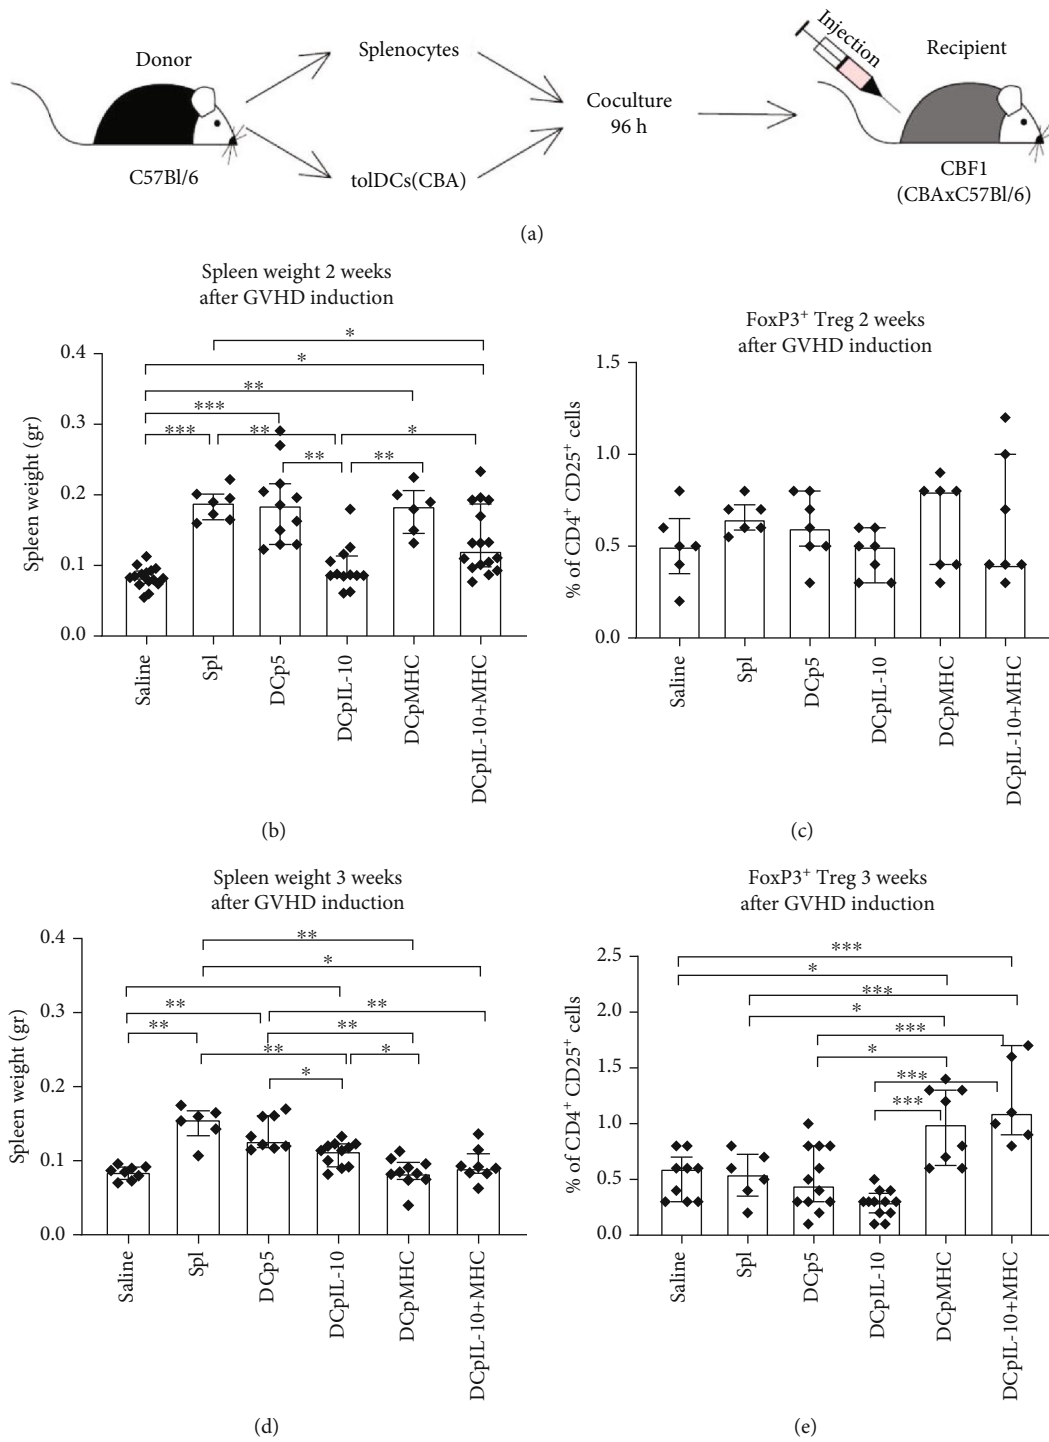 Donor
C57Bl/6
Splenocytes
tolDCs(CBA)
Coculture
96 h
Injection
Recipient
CBF1
(CBAxC57Bl/6)
(a)
Spleen weight 2 weeks
after GVHD induction
Spleen weight (gr)
0.4
0.3
0.2
0.1
0.0
*
*
**
***
***
**
*
**
**
Saline
Spl
DCp5
DCpIL-10
DCpMHC
DCpIL-10+MHC
(b)
FoxP3⁺ Treg 2 weeks
after GVHD induction
% of CD4⁺ CD25⁺ cells
1.5
1.0
0.5
0.0
Saline
Spl
DCp5
DCpIL-10
DCpMHC
DCpIL-10+MHC
(c)
Spleen weight 3 weeks
after GVHD induction
Spleen weight (gr)
0.4
0.3
0.2
0.1
0.0
**
*
**
**
**
**
**
*
*
Saline
Spl
DCp5
DCpIL-10
DCpMHC
DCpIL-10+MHC
(d)
FoxP3⁺ Treg 3 weeks
after GVHD induction
% of CD4⁺ CD25⁺ cells
2.5
2.0
1.5
1.0
0.5
0.0
***
*
***
*
***
*
***
***
Saline
Spl
DCp5
DCpIL-10
DCpMHC
DCpIL-10+MHC
(e)